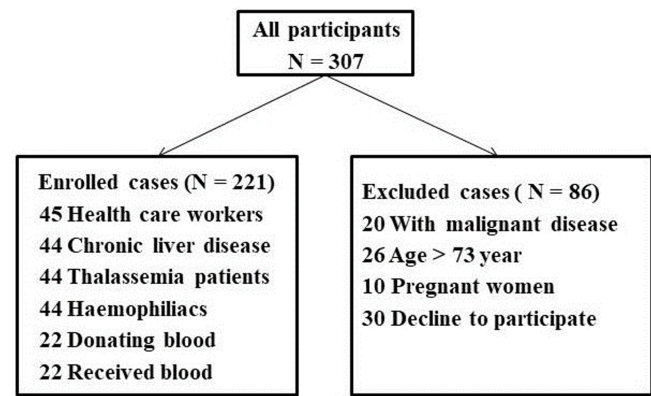 All participants
N = 307
Enrolled cases (N = 221)
45 Health care workers
44 Chronic liver disease
44 Thalassemia patients
44 Haemophiliacs
22 Donating blood
22 Received blood
Excluded cases ( N = 86)
20 With malignant disease
26 Age > 73 year
10 Pregnant women
30 Decline to participate